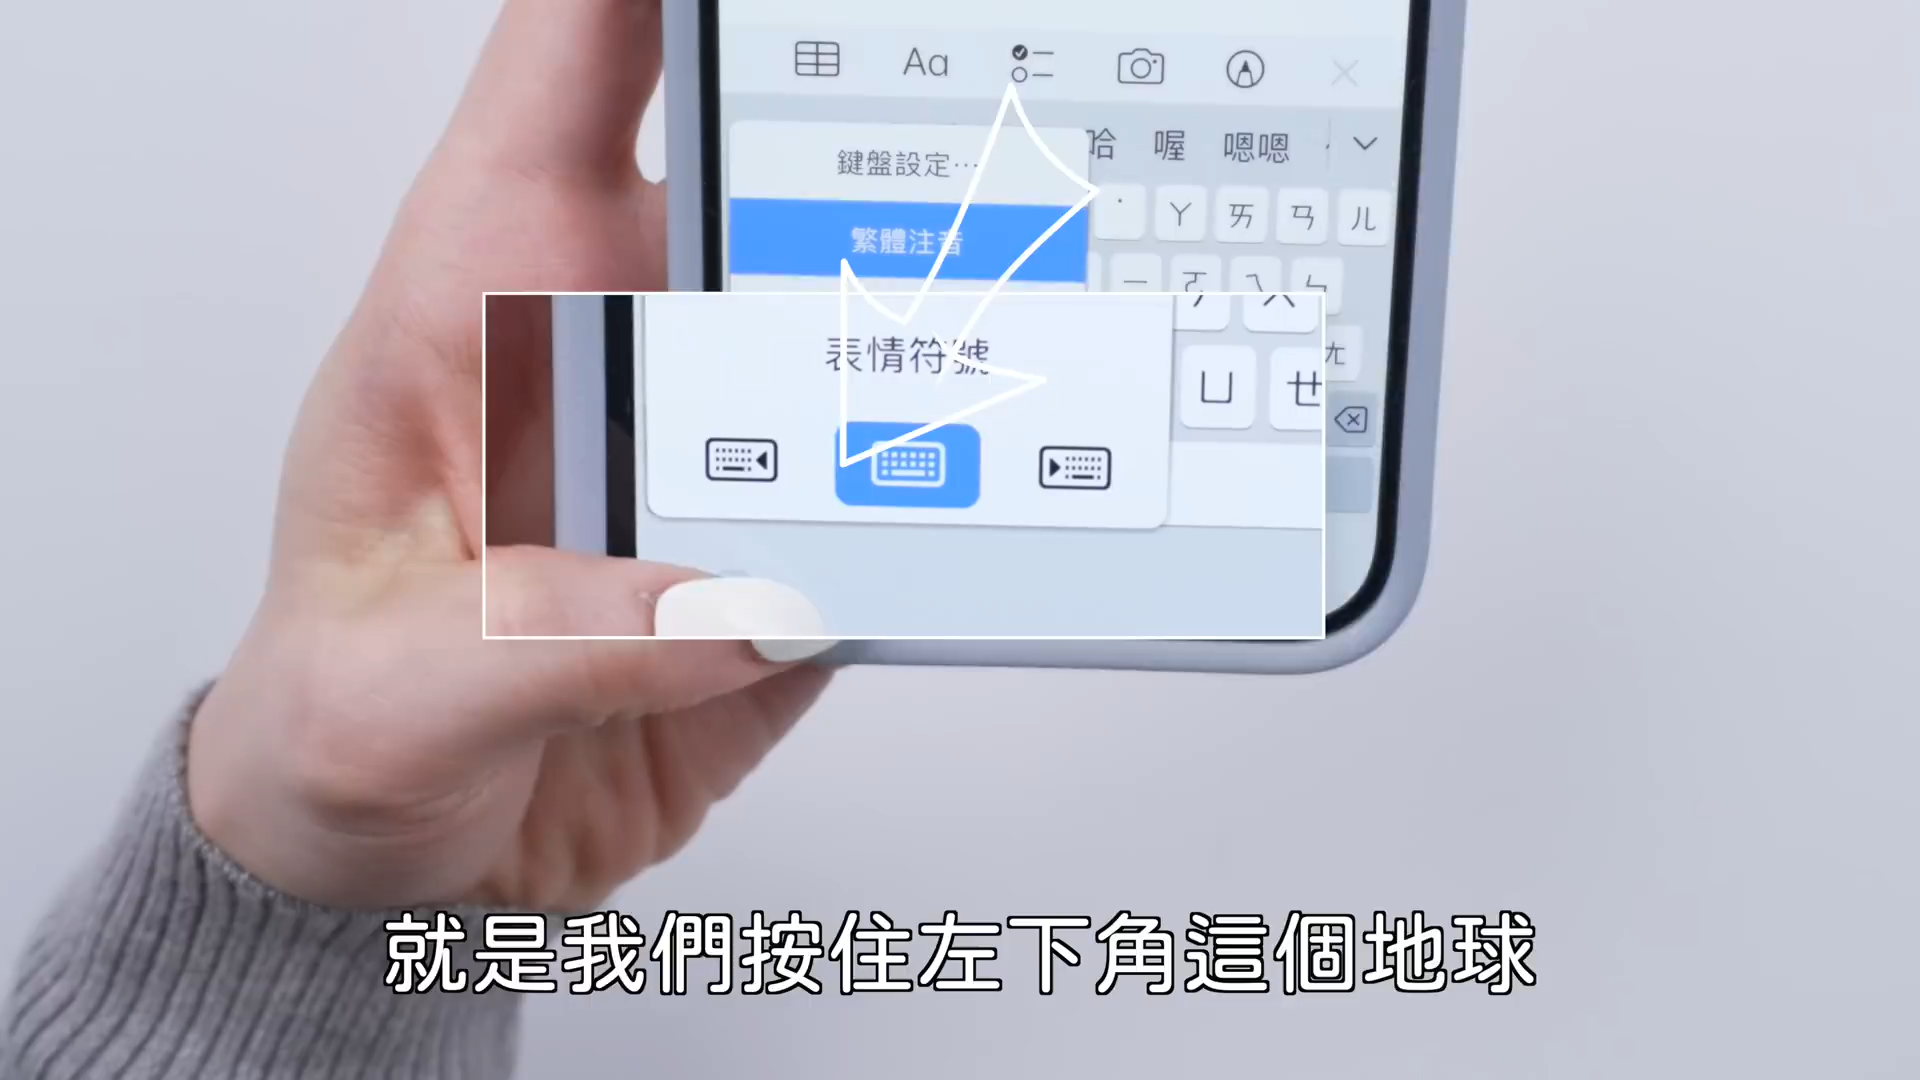 Aa
哈 喔 嗯嗯
鍵盤設定…
˙ ㄚ ㄞ ㄢ ㄦ
繁體注音
ㄧ ㄛ ㄟ ㄣ
ㄨ
表情符號
ㄤ
ㄩ ㄝ
就是我們按住左下角這個地球